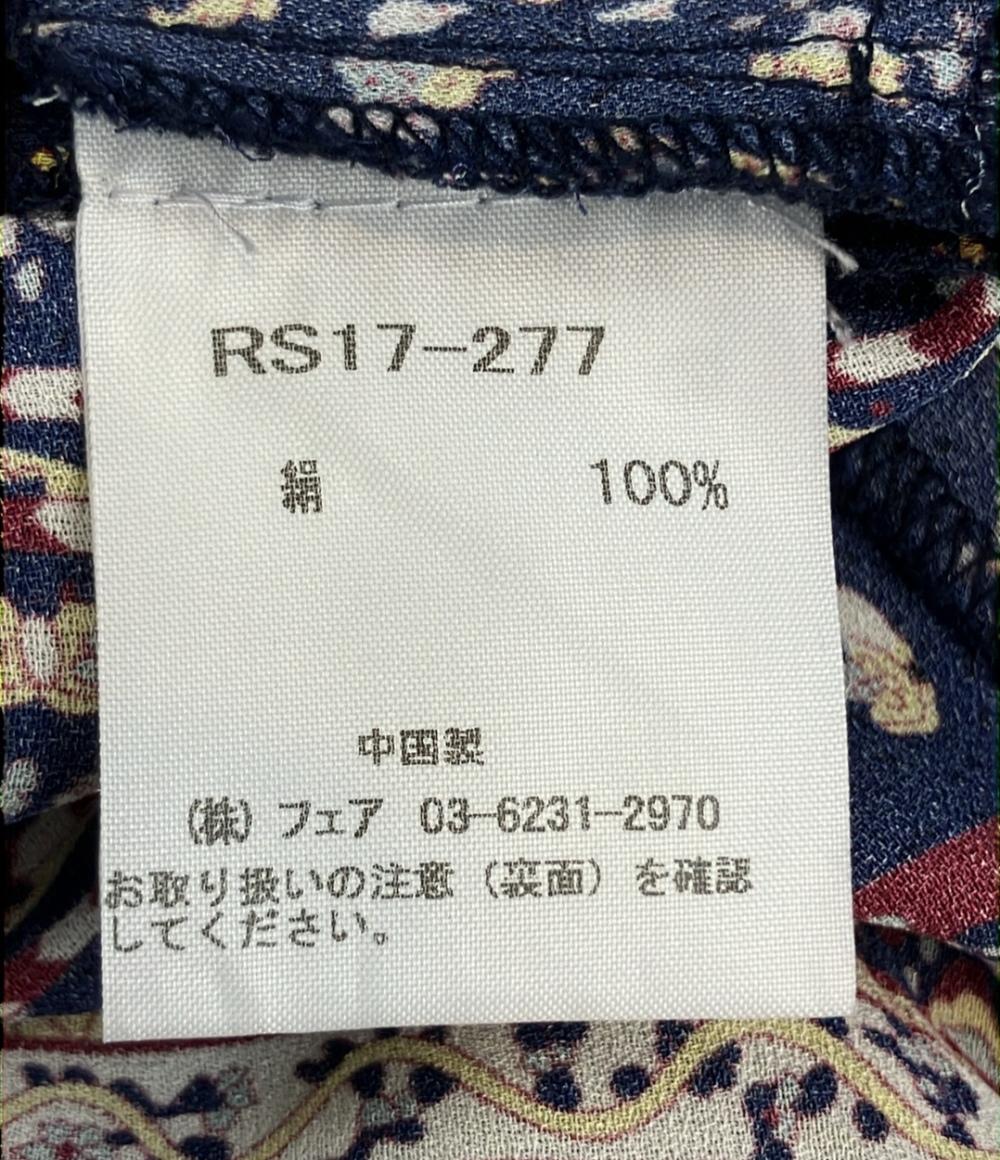 RS17-277
絹 100%
中国製
(株) フェア 03-6231-2970
お取り扱いの注意（裏面）を確認
してください。